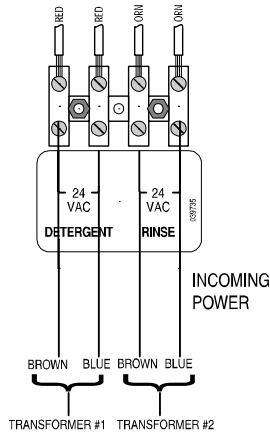 RED RED ORN ORN
24 VAC 24 VAC
DETERGENT RINSE
039735
INCOMING
POWER
BROWN BLUE BROWN BLUE
TRANSFORMER #1 TRANSFORMER #2